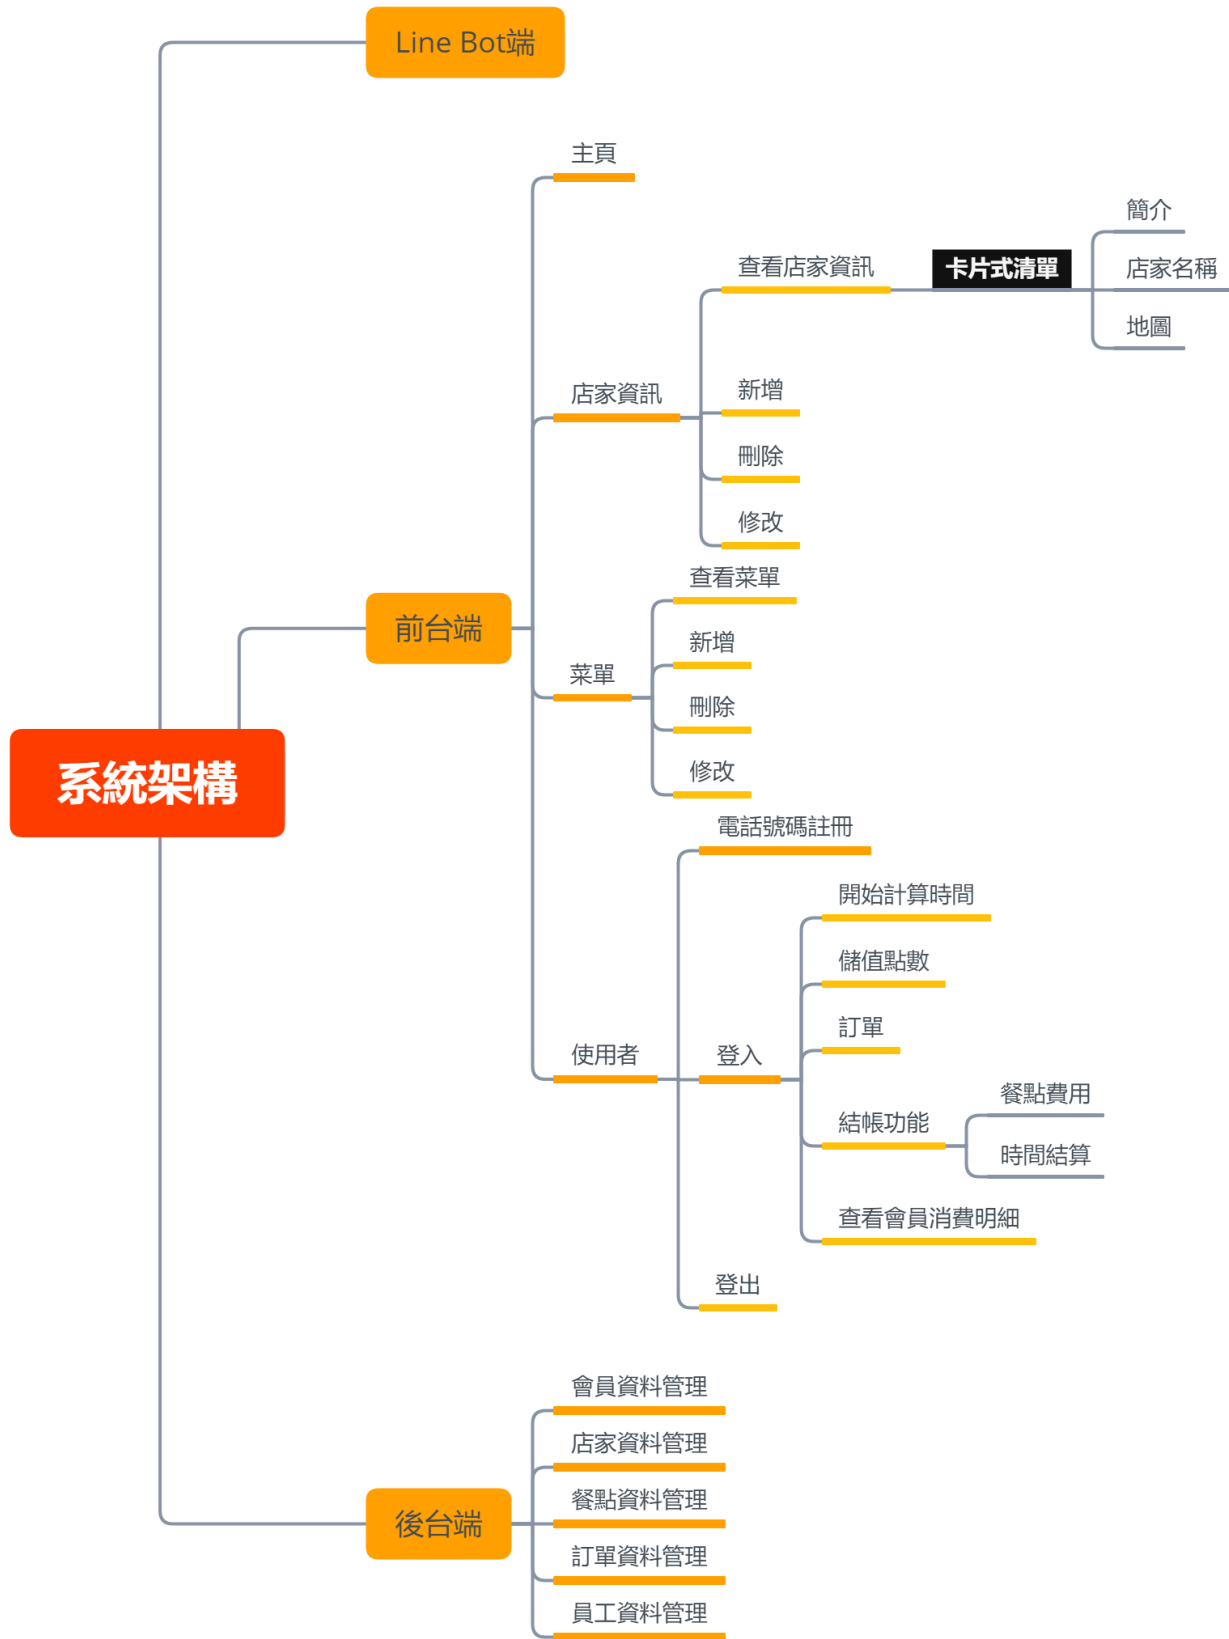 Line Bot端
主頁
簡介
查看店家資訊
卡片式清單
店家名稱
地圖
店家資訊
新增
刪除
修改
前台端
查看菜單
新增
菜單
刪除
修改
系統架構
電話號碼註冊
開始計算時間
儲值點數
訂單
使用者
登入
餐點費用
結帳功能
時間結算
查看會員消費明細
登出
會員資料管理
店家資料管理
後台端
餐點資料管理
訂單資料管理
員工資料管理